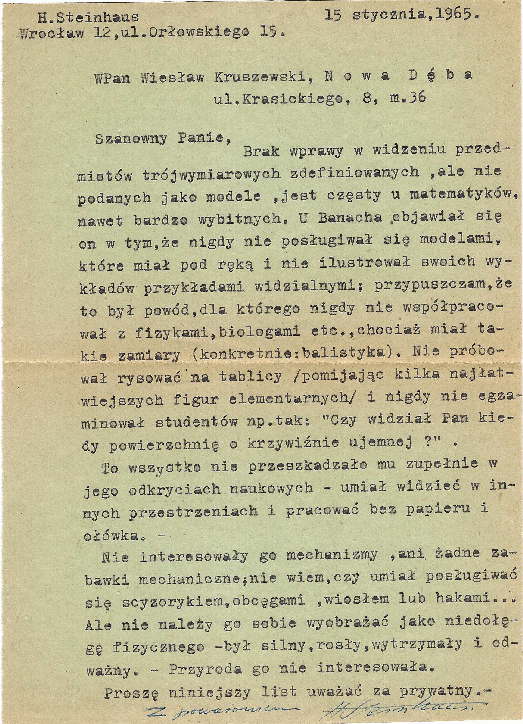 H.Steinhaus 15 stycznia,1965.
Wrocław 12,ul.Orłowskiego 15.
WPan Wiesław Kruszewski, N o w a D ę b a
ul.Krasickiego, 8, m.36
Szanowny Panie,
Brak wprawy w widzeniu przed-
miotów trójwymiarowych zdefiniowanych ,ale nie
podanych jako modele ,jest częsty u matematyków,
nawet bardzo wybitnych. U Banacha objawiał się
on w tym,że nigdy nie posługiwał się modelami,
które miał pod ręką i nie ilustrował swoich wy-
kładów przykładami widzialnymi; przypuszczam,że
to był powód,dla którego nigdy nie współpraco-
wał z fizykami,biologami etc.,chociaż miał ta-
kie zamiary (konkretnie:balistyka). Nie próbo-
wał rysować na tablicy /pomijając kilka najłat-
wiejszych figur elementarnych/ i nigdy nie egza-
minował studentów np.tak: "Czy widział Pan kie-
dy powierzchnię o krzywiźnie ujemnej ?" .
To wszystko nie przeszkadzało mu zupełnie w
jego odkryciach naukowych - umiał widzieć w in-
nych przestrzeniach i pracować bez papieru i
ołówka. -
Nie interesowały go mechanizmy ,ani żadne za-
bawki mechaniczne;nie wiem,czy umiał posługiwać
się scyzorykiem,obcęgami ,wiosłem lub hakami...
Ale nie należy go sobie wyobrażać jako niedołę-
gę fizycznego -był silny,rosły,wytrzymały i od-
ważny. - Przyroda go nie interesowała.
Proszę niniejszy list uważać za prywatny.-
Z poważaniem H.Steinhaus